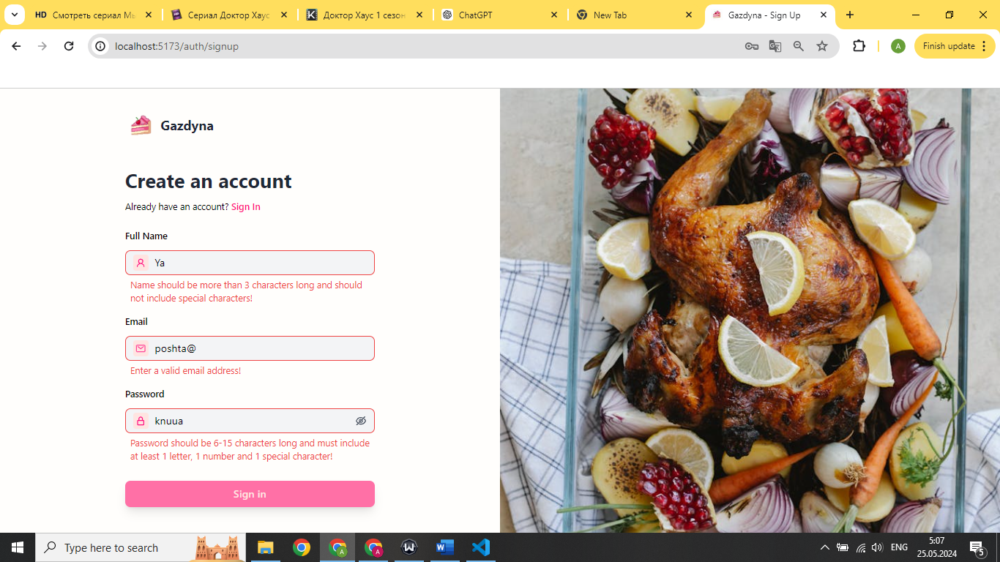 HD Смотреть сериал Мы
Сериал Доктор Хаус
Доктор Хаус 1 сезон
ChatGPT
New Tab
Gazdyna - Sign Up
localhost:5173/auth/signup
A
Finish update
Gazdyna
Create an account
Already have an account? Sign In
Full Name
Ya
Name should be more than 3 characters long and should
not include special characters!
Email
poshta@
Enter a valid email address!
Password
knuua
Password should be 6-15 characters long and must include
at least 1 letter, 1 number and 1 special character!
Sign in
Type here to search
ENG
5:07
25.05.2024
5